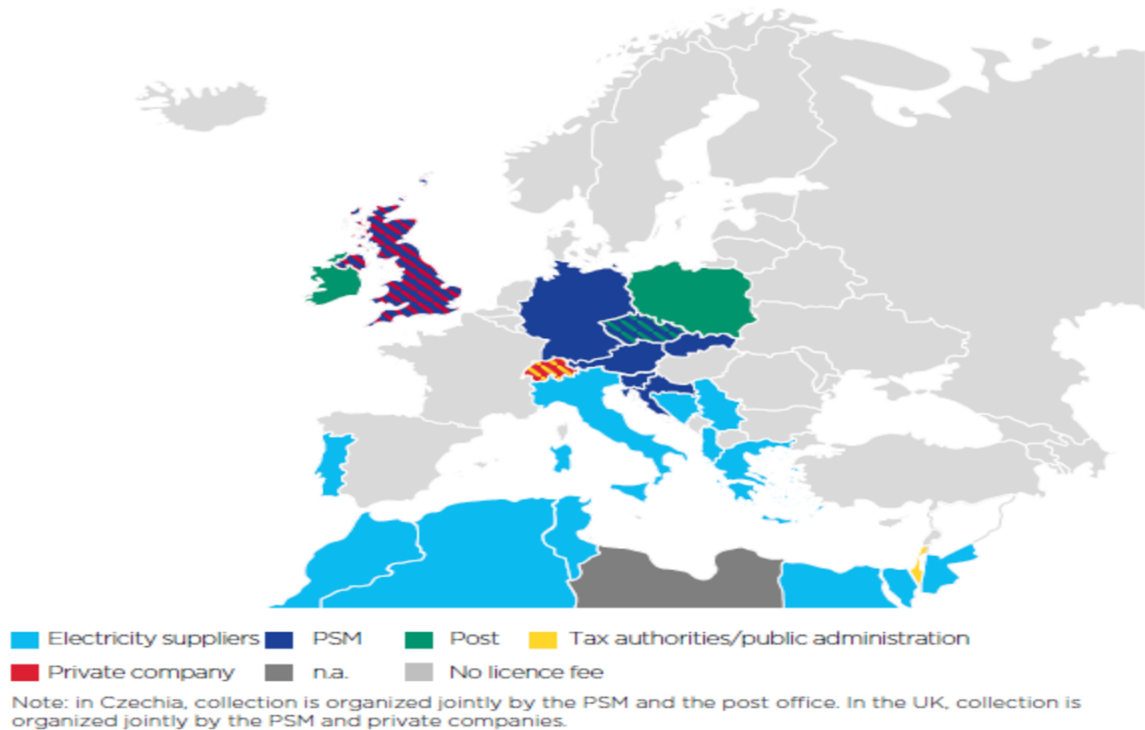 Electricity suppliers PSM Post Tax authorities/public administration
Private company n.a. No licence fee
Note: in Czechia, collection is organized jointly by the PSM and the post office. In the UK, collection is
organized jointly by the PSM and private companies.